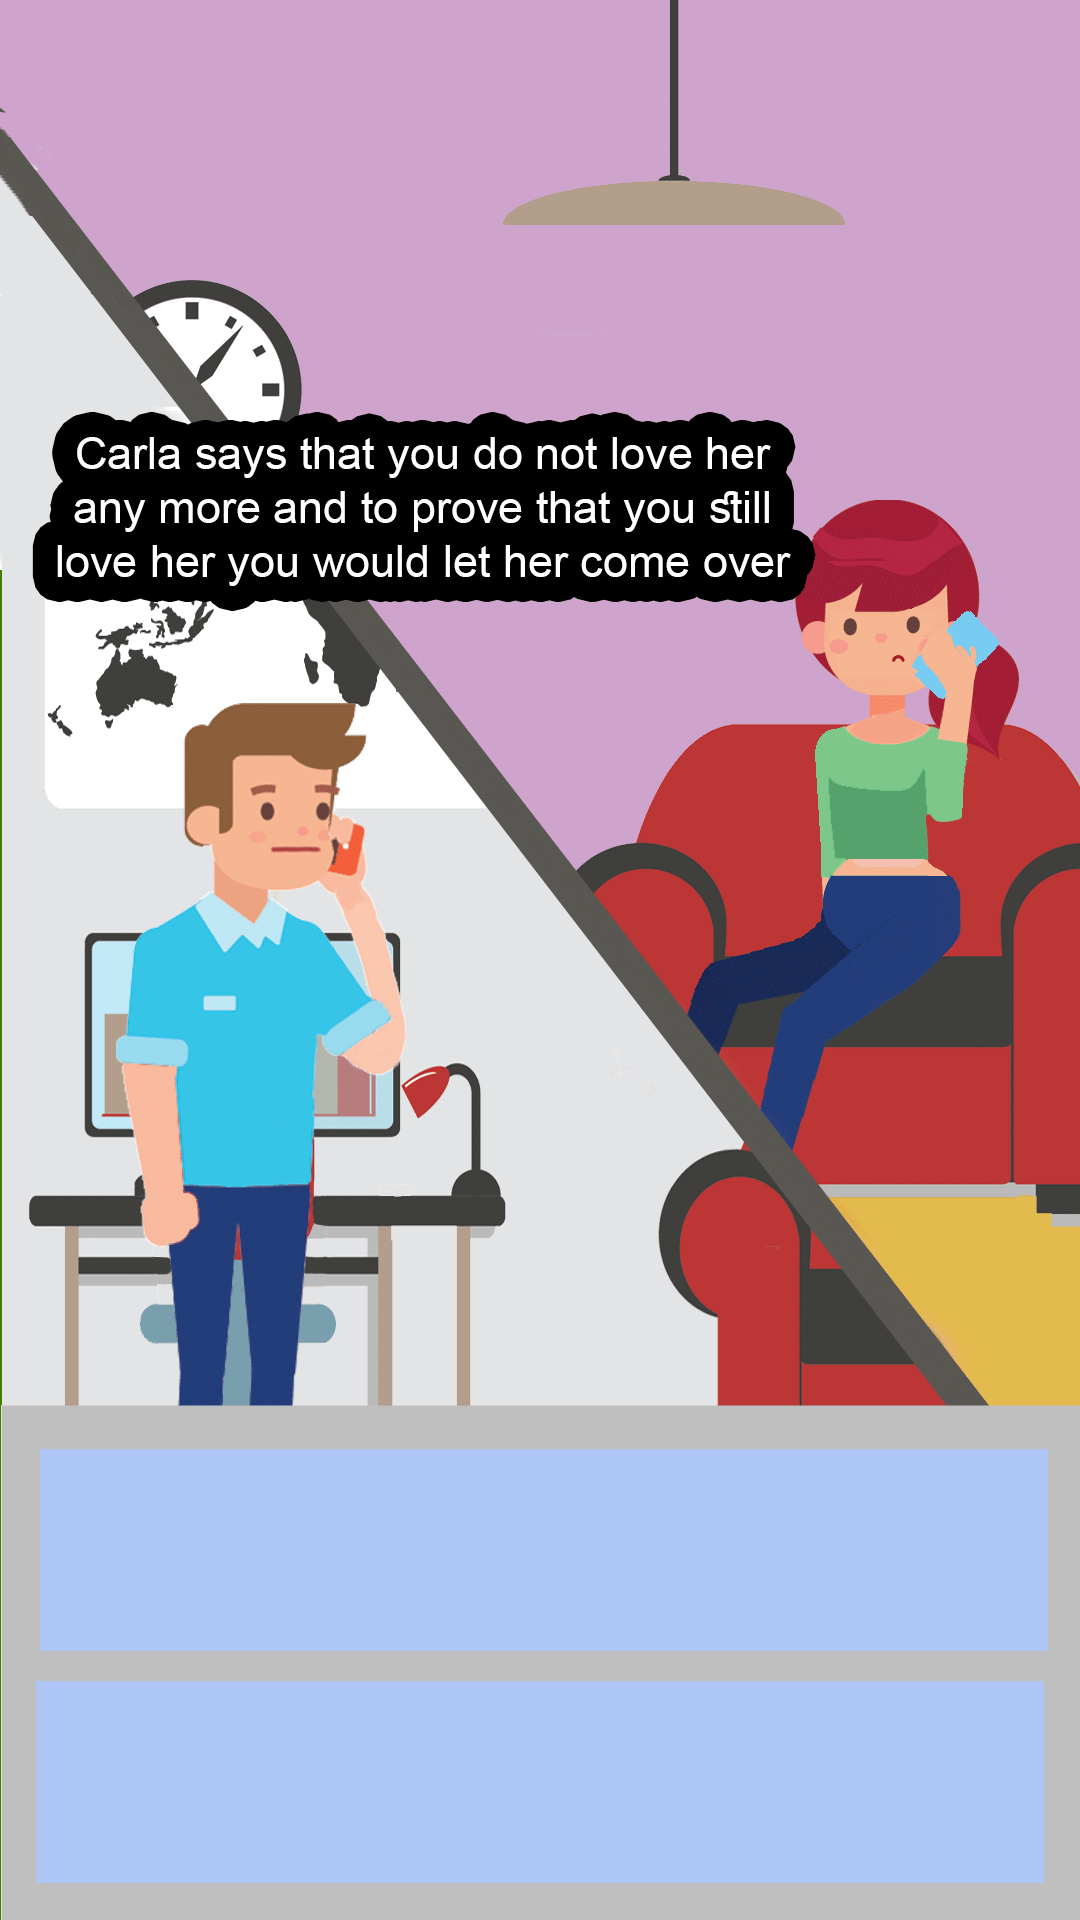 Carla says that you do not love her
any more and to prove that you still
love her you would let her come over